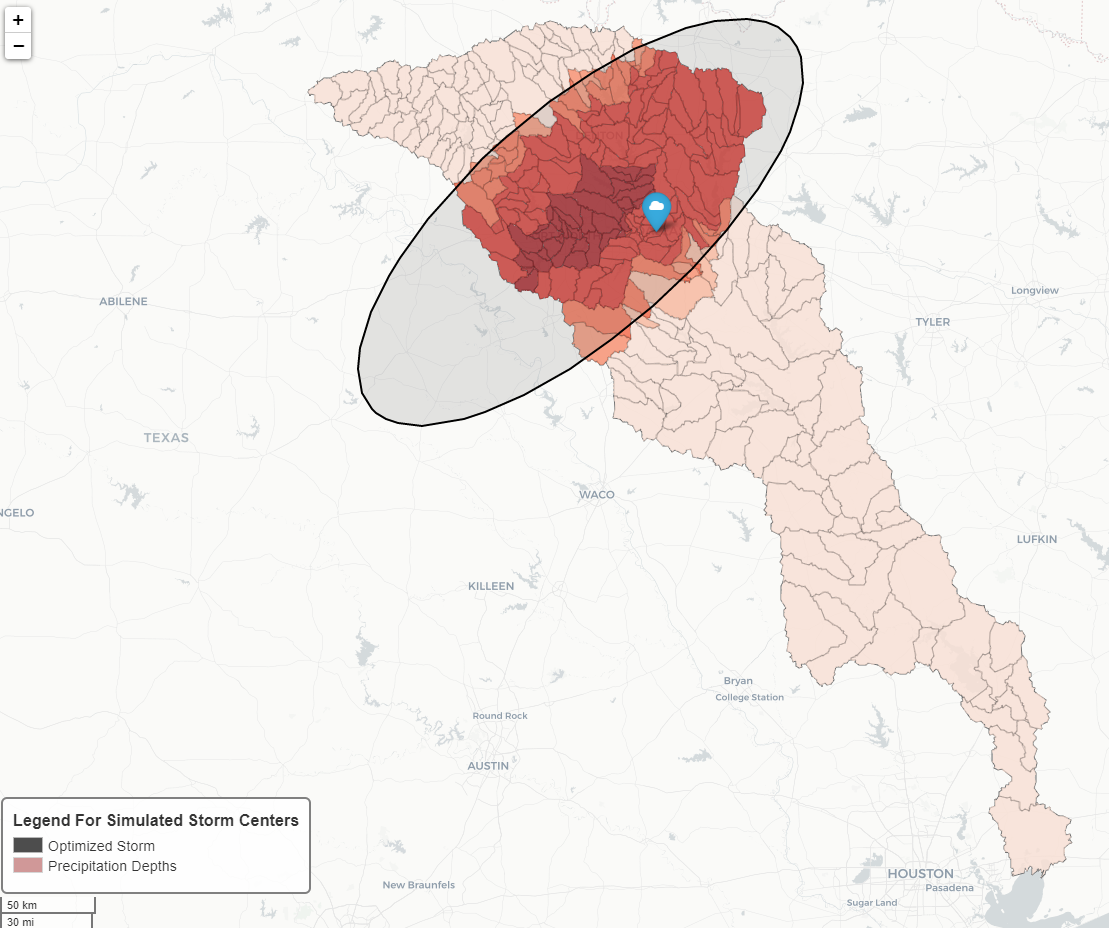 +
−
ABILENE
Longview
TYLER
TEXAS
WACO
NGELO
LUFKIN
KILLEEN
Bryan
College Station
Round Rock
AUSTIN
Legend For Simulated Storm Centers
Optimized Storm
Precipitation Depths
HOUSTON
New Braunfels
Pasadena
Sugar Land
50 km
30 mi